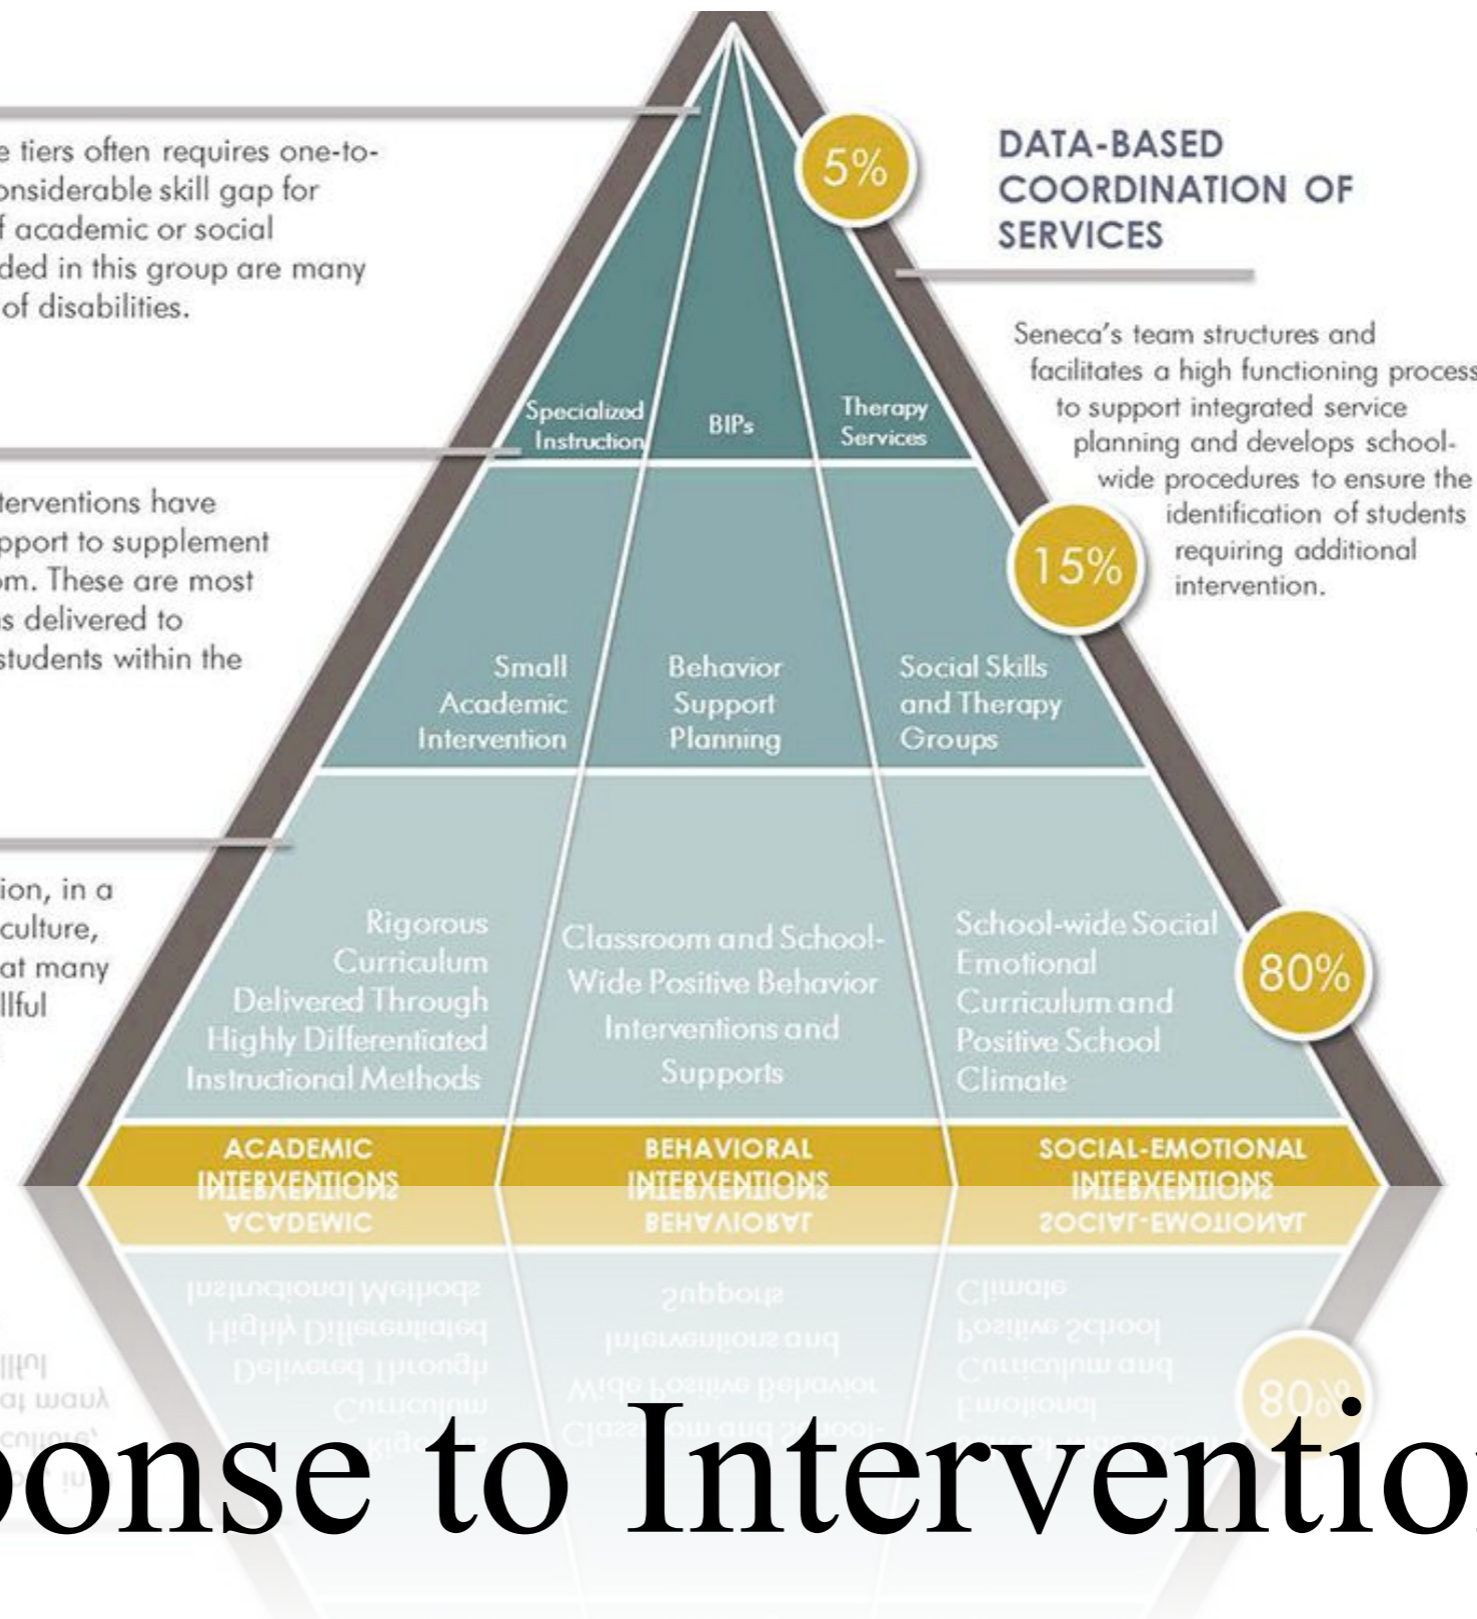 e tiers often requires one-to-
onsiderable skill gap for
f academic or social
ded in this group are many
of disabilities.
terventions have
pport to supplement
om. These are most
s delivered to
students within the
ion, in a
culture,
at many
llful
5%
Specialized
Instruction
BIPs
Therapy
Services
15%
Small
Academic
Intervention
Behavior
Support
Planning
Social Skills
and Therapy
Groups
80%
Rigorous
Curriculum
Delivered Through
Highly Differentiated
Instructional Methods
Classroom and School-
Wide Positive Behavior
Interventions and
Supports
School-wide Social
Emotional
Curriculum and
Positive School
Climate
ACADEMIC
INTERVENTIONS
BEHAVIORAL
INTERVENTIONS
SOCIAL-EMOTIONAL
INTERVENTIONS
DATA-BASED
COORDINATION OF
SERVICES
Seneca's team structures and
facilitates a high functioning process
to support integrated service
planning and develops school-
wide procedures to ensure the
identification of students
requiring additional
intervention.
ponse to Intervention